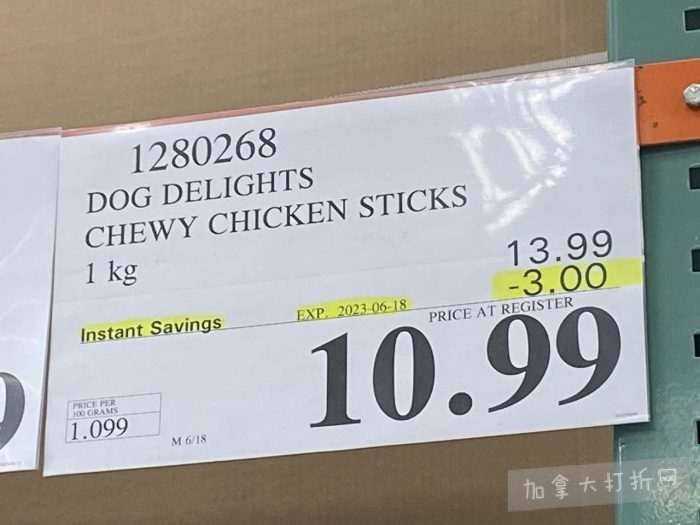 1280268
DOG DELIGHTS
CHEWY CHICKEN STICKS
1 kg
13.99
-3.00
Instant Savings
EXP. 2023-06-18
PRICE AT REGISTER
10.99
PRICE PER
100 GRAMS
1.099
M 6/18
加拿大打折网